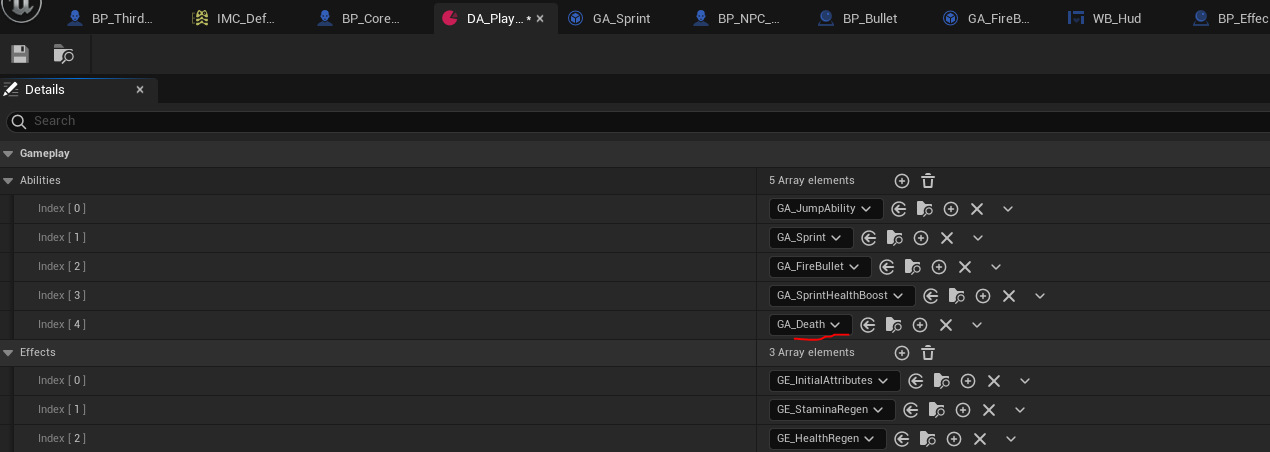 BP_Third... IMC_Def... BP_Core... DA_Play...* × GA_Sprint BP_NPC_... BP_Bullet GA_FireB... WB_Hud BP_Effec
Details ×
Search
Gameplay
Abilities 5 Array elements
Index [ 0 ] GA_JumpAbility
Index [ 1 ] GA_Sprint
Index [ 2 ] GA_FireBullet
Index [ 3 ] GA_SprintHealthBoost
Index [ 4 ] GA_Death
Effects 3 Array elements
Index [ 0 ] GE_InitialAttributes
Index [ 1 ] GE_StaminaRegen
Index [ 2 ] GE_HealthRegen